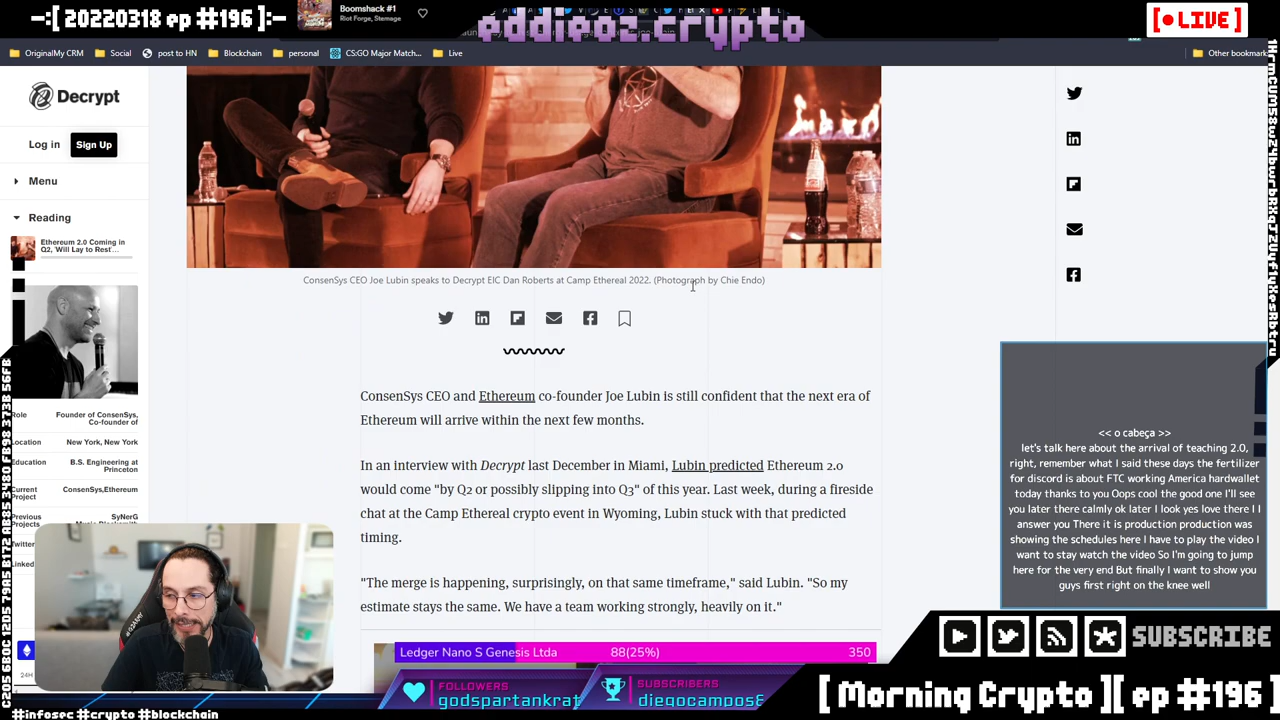 -:[ 20220318 ep #196 ]:-
Boomshack #1
Riot Forge, Stemage
eddieoz.crypto
[●LIVE]
OriginalMy CRM
Social
post to HN
Blockchain
personal
CS:GO Major Match...
Live
Other bookmark
Decrypt
Log in
Sign Up
Menu
Reading
Ethereum 2.0 Coming in
Q2, 'Will Lay to Rest'...
Role
Founder of ConsenSys,
Co-founder of
ocation
New York, New York
Education
B.S. Engineering at
Princeton
Current
Project
ConsenSys,Ethereum
Previous
Projects
SyNerG
Twitter
Linked
24H
ConsenSys CEO Joe Lubin speaks to Decrypt EIC Dan Roberts at Camp Ethereal 2022. (Photograph by Chie Endo)
ConsenSys CEO and Ethereum co-founder Joe Lubin is still confident that the next era of
Ethereum will arrive within the next few months.
In an interview with Decrypt last December in Miami, Lubin predicted Ethereum 2.0
would come "by Q2 or possibly slipping into Q3" of this year. Last week, during a fireside
chat at the Camp Ethereal crypto event in Wyoming, Lubin stuck with that predicted
timing.
"The merge is happening, surprisingly, on that same timeframe," said Lubin. "So my
estimate stays the same. We have a team working strongly, heavily on it."
<< o cabeça >>
let's talk here about the arrival of teaching 2.0,
right, remember what I said these days the fertilizer
for discord is about FTC working America hardwallet
today thanks to you Oops cool the good one I'll see
you later there calmly ok later I look yes love there I I
answer you There it is production production was
showing the schedules here I have to play the video I
want to stay watch the video So I'm going to jump
here for the very end But finally I want to show you
guys first right on the knee well
Ledger Nano S Genesis Ltda
88(25%)
350
FOLLOWERS
godspartankrat
SUBSCRIBERS
diegocampos
SUBSCRIBE
[ Morning Crypto ][ ep #196 ]
#infosec #crypto #blockchain